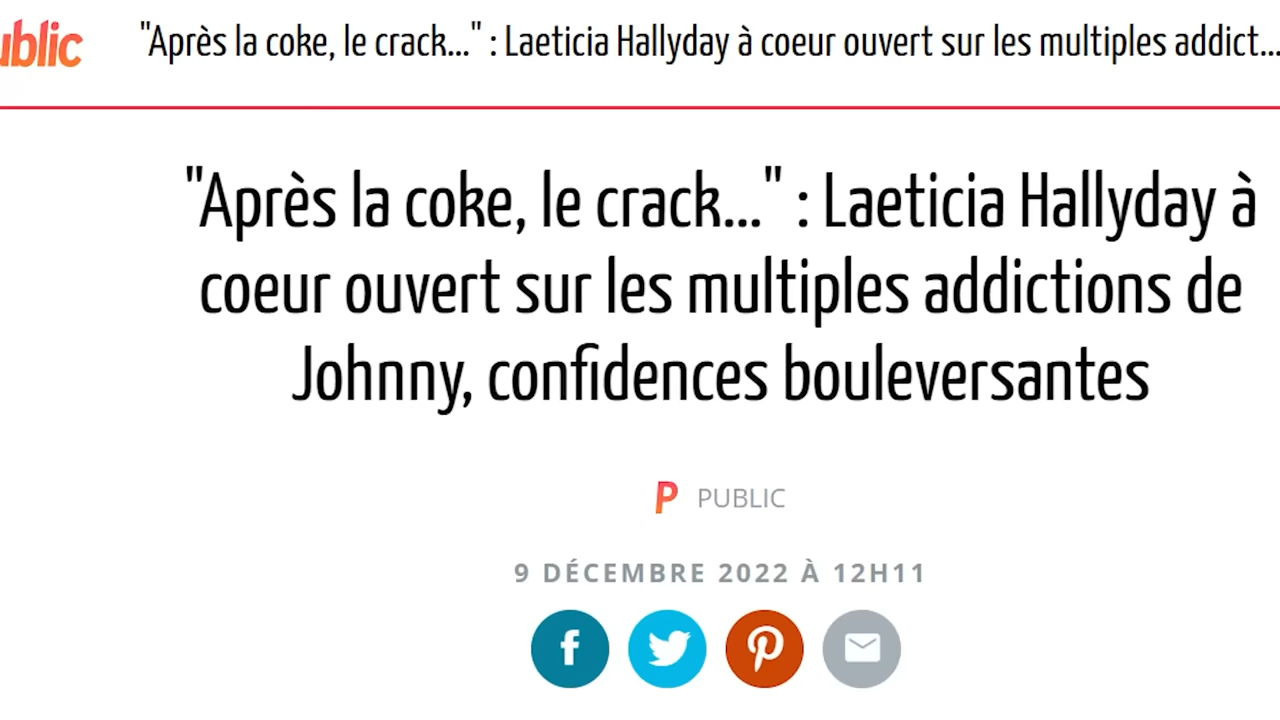 ublic "Après la coke, le crack..." : Laeticia Hallyday à coeur ouvert sur les multiples addict...
"Après la coke, le crack..." : Laeticia Hallyday à
coeur ouvert sur les multiples addictions de
Johnny, confidences bouleversantes
P PUBLIC
9 DÉCEMBRE 2022 À 12H11